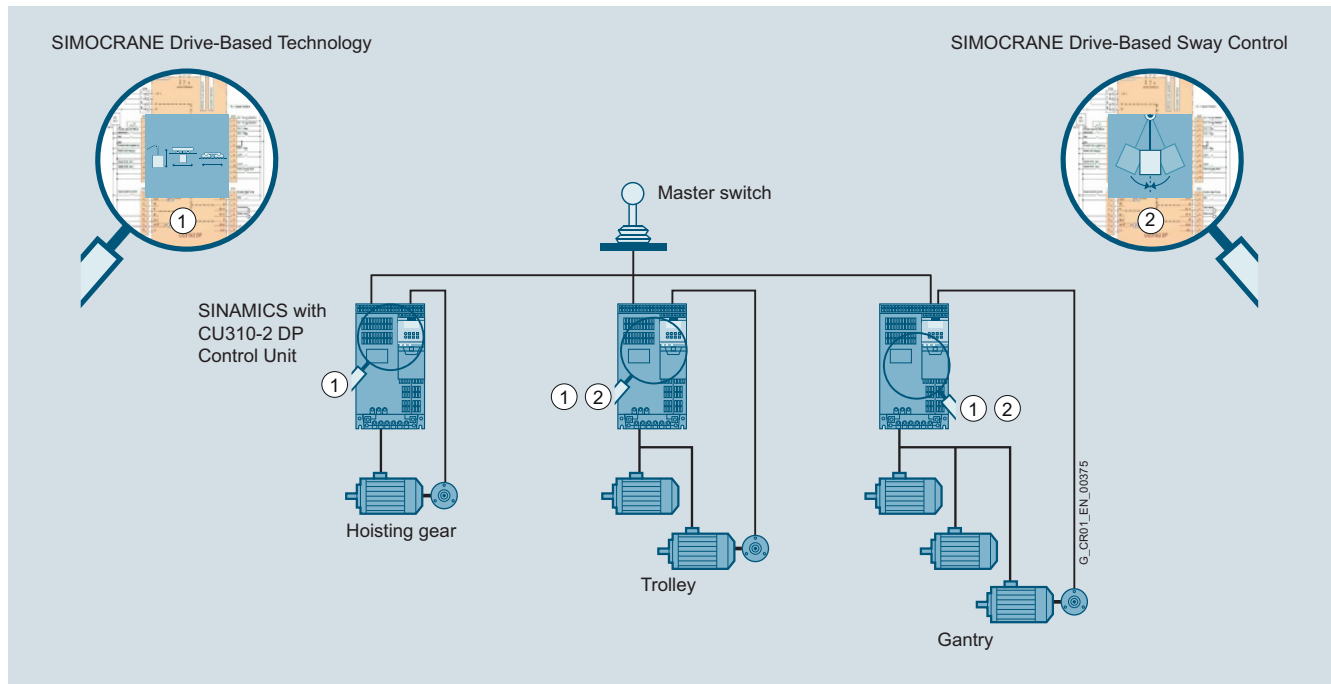 SIMOCRANE Drive-Based Technology
SIMOCRANE Drive-Based Sway Control
1
2
Master switch
SINAMICS with
CU310-2 DP
Control Unit
1
1 2
1 2
Hoisting gear
Trolley
Gantry
G_CR01_EN_00375